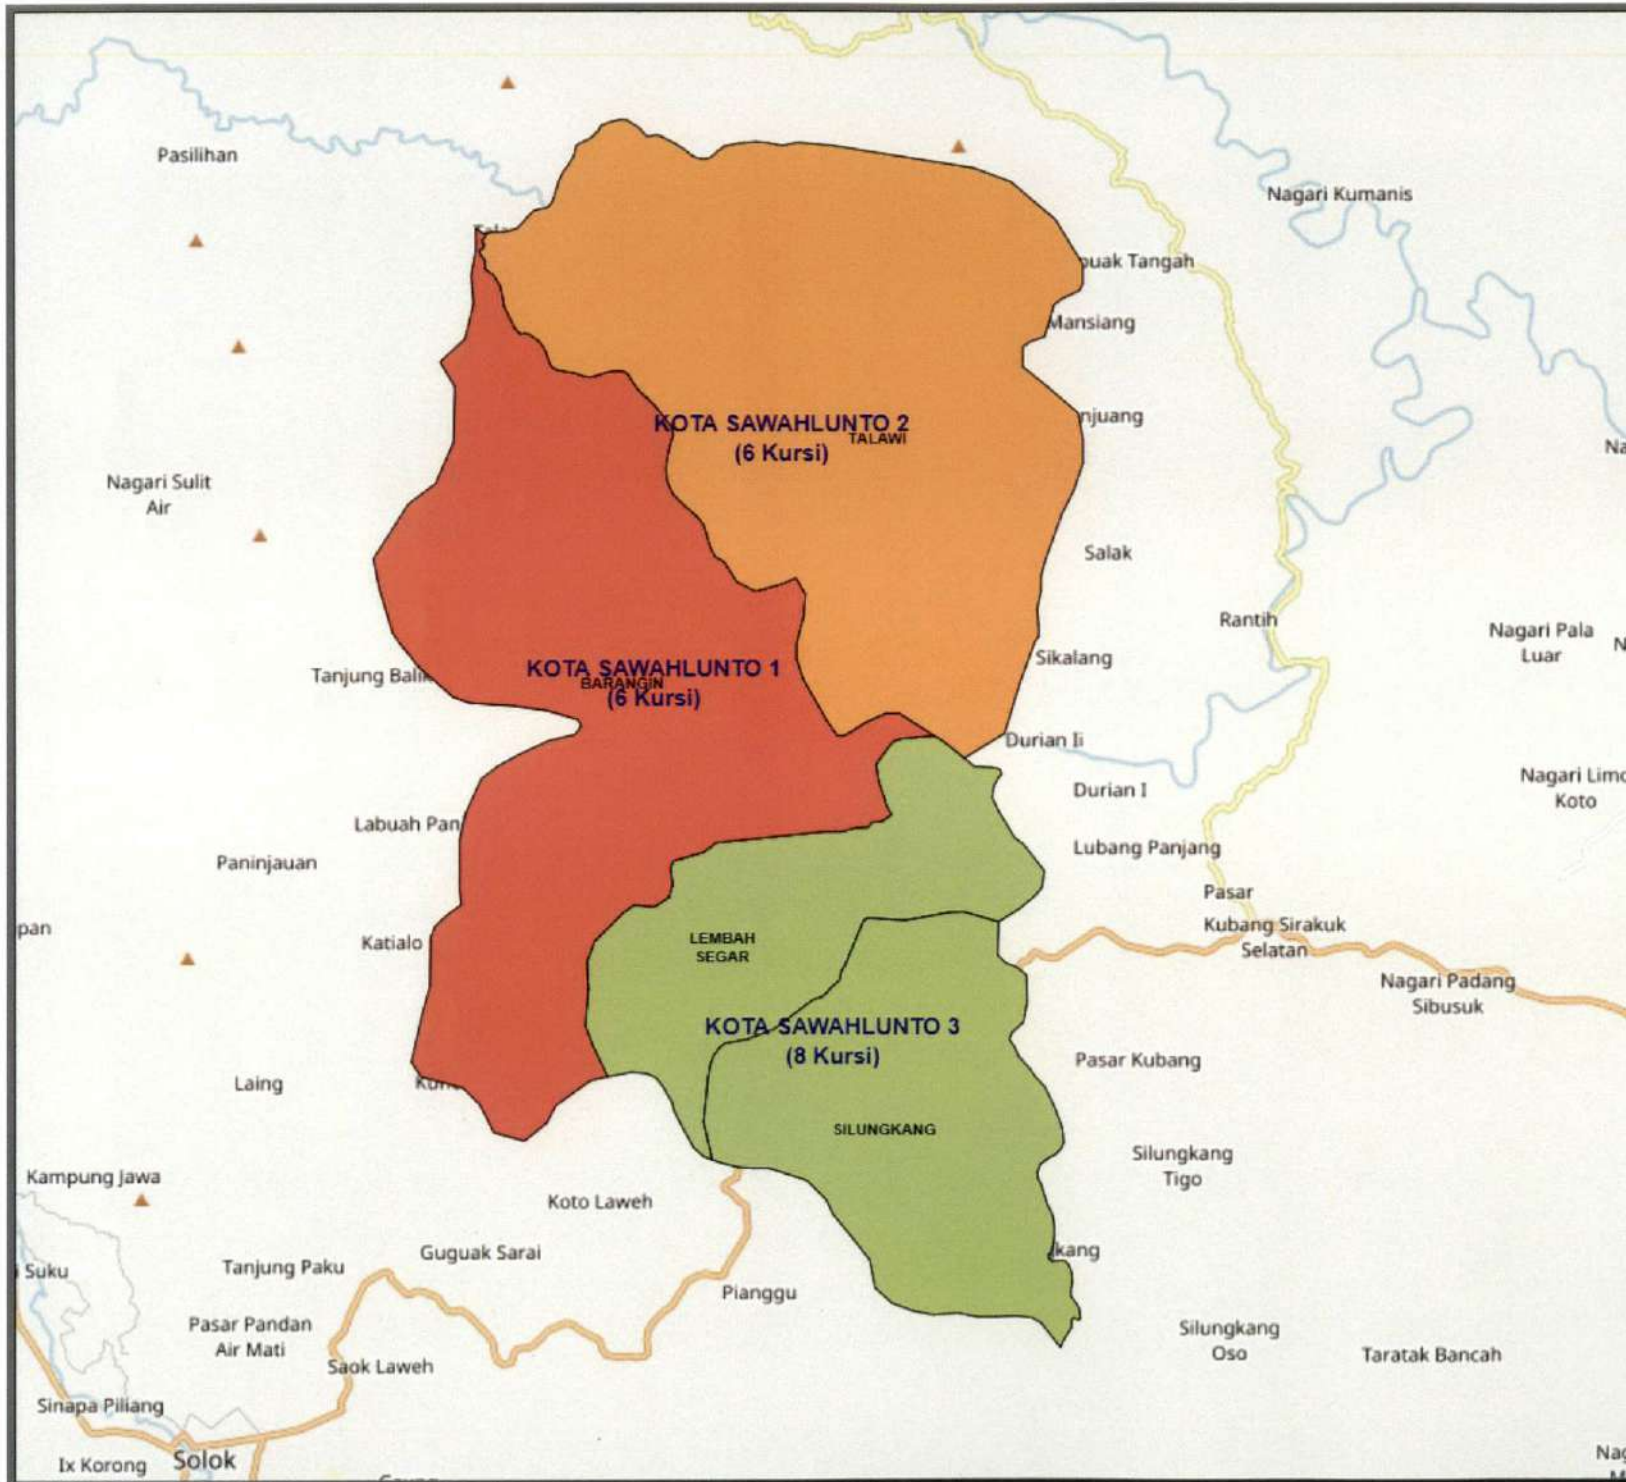 Pasilihan
Nagari Kumanis
puak Tangah
Mansiang
njuang
KOTA SAWAHLUNTO 2
TALAWI
(6 Kursi)
Nagari Sulit
Air
Salak
Rantih
Nagari Pala
Luar
Sikalang
KOTA SAWAHLUNTO 1
BARANGIN
(6 Kursi)
Tanjung Balik
Durian Ii
Durian I
Nagari Limo
Koto
Labuah Pan
Paninjauan
Lubang Panjang
Pasar
Kubang Sirakuk
Selatan
pan
Katialo
LEMBAH
SEGAR
Nagari Padang
Sibusuk
KOTA SAWAHLUNTO 3
(8 Kursi)
Pasar Kubang
Laing
SILUNGKANG
Silungkang
Tigo
Kampung Jawa
Koto Laweh
Guguak Sarai
kang
Suku
Tanjung Paku
Pianggu
Pasar Pandan
Air Mati
Silungkang
Oso
Taratak Bancah
Saok Laweh
Sinapa Piliang
Solok
Ix Korong